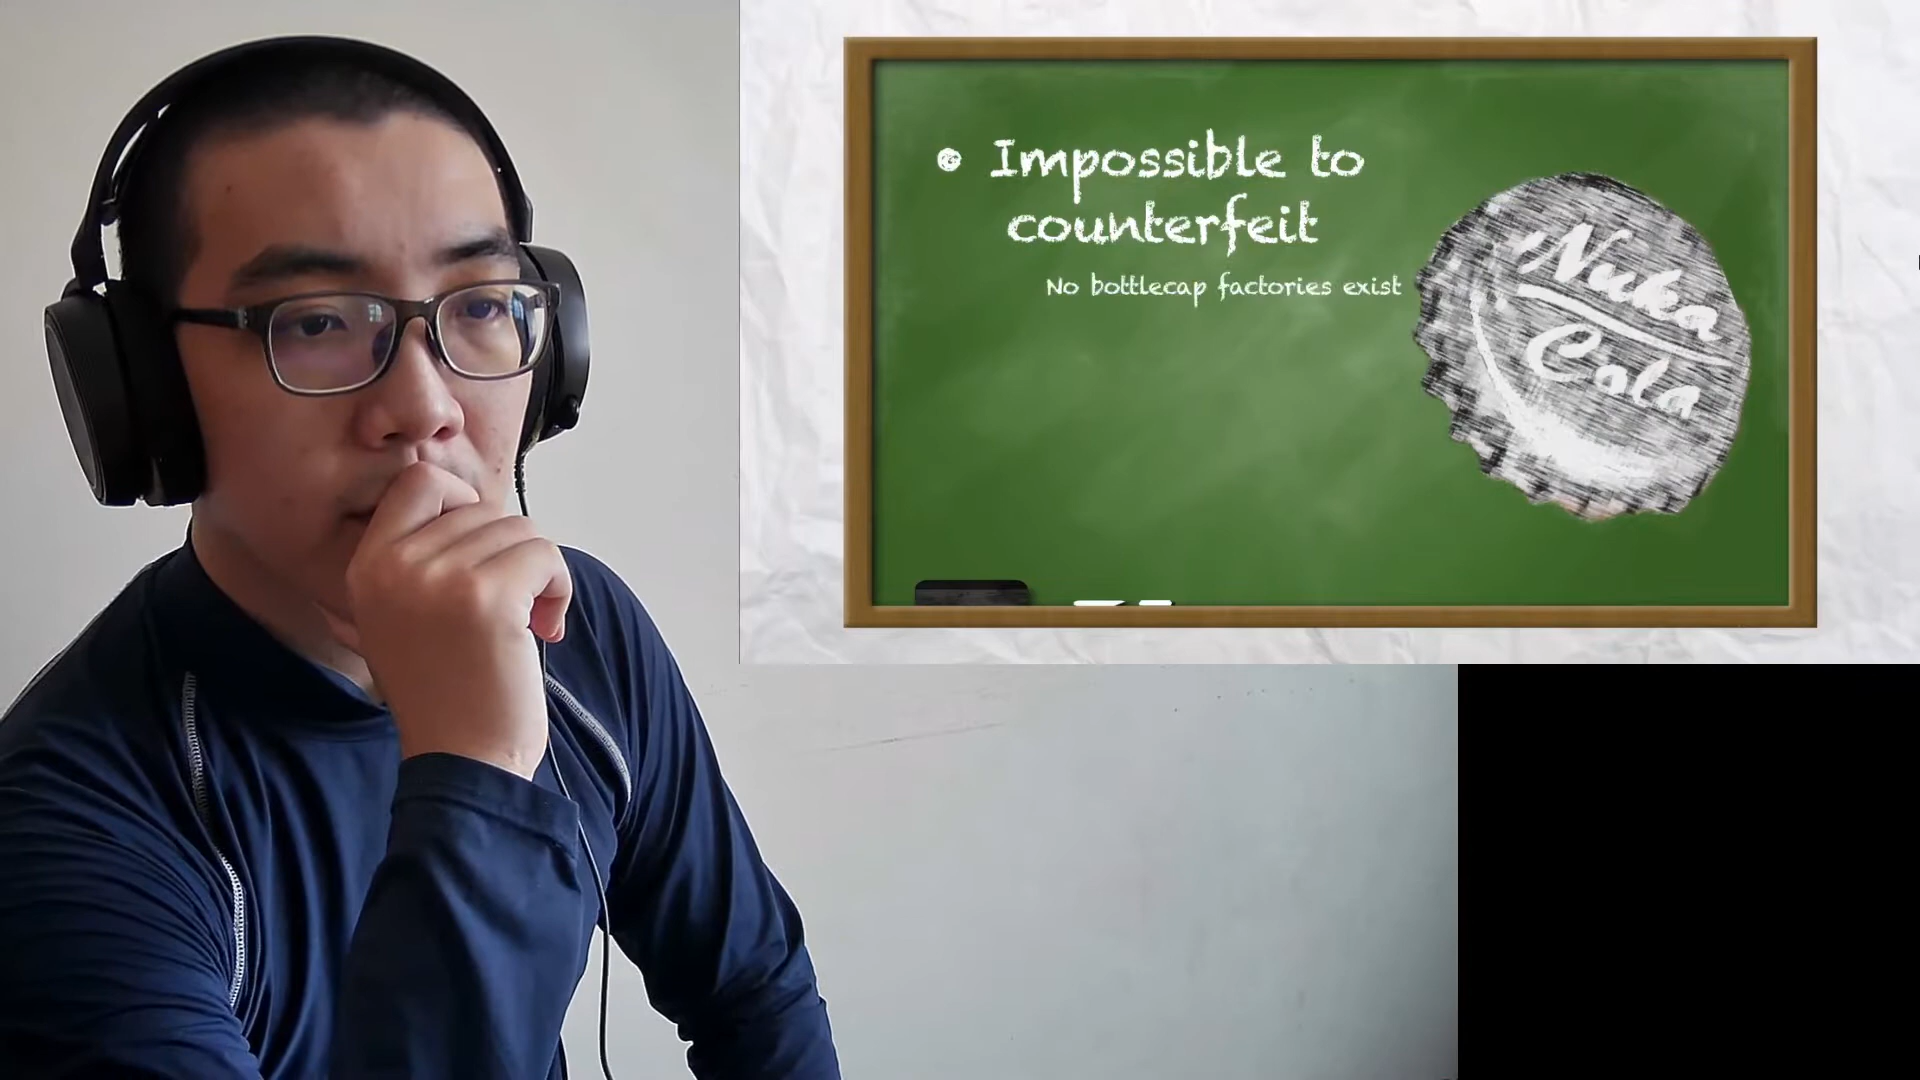 Impossible to
counterfeit
No bottlecap factories exist
Nuka
Cola